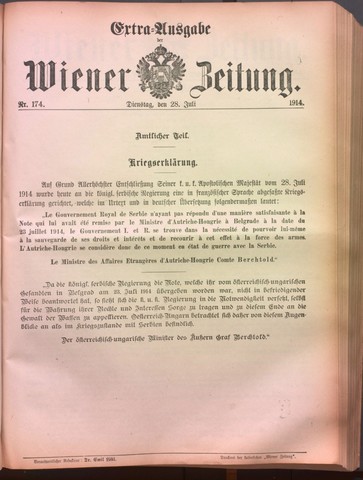 Extra-Ausgabe
der
Wiener Zeitung.
Nr. 174. Dienstag, den 28. Juli 1914.
Amtlicher Teil.
Kriegserklärung.
Auf Grund Allerhöchster Entschließung Seiner k. u. k. Apostolischen Majestät vom 28. Juli
1914 wurde heute an die königl. serbische Regierung eine in französischer Sprache abgefaßte Kriegs-
erklärung gerichtet, welche im Urtext und in deutscher Übersetzung folgendermaßen lautet:
„Le Gouvernement Royal de Serbie n'ayant pas répondu d'une manière satisfaisante à la
Note qui lui avait été remise par le Ministre d'Autriche-Hongrie à Belgrade à la date du
23 juillet 1914, le Gouvernement I. et R. se trouve dans la nécessité de pourvoir lui-même
à la sauvegarde de ses droits et intérêts et de recourir à cet effet à la force des armes.
L'Autriche-Hongrie se considère donc de ce moment en état de guerre avec la Serbie.
Le Ministre des Affaires Etrangères d'Autriche-Hongrie Comte Berchtold."
„Da die königl. serbische Regierung die Note, welche ihr vom österreichisch-ungarischen
Gesandten in Belgrad am 23. Juli 1914 übergeben worden war, nicht in befriedigender
Weise beantwortet hat, so sieht sich die k. u. k. Regierung in die Notwendigkeit versetzt, selbst
für die Wahrung ihrer Rechte und Interessen Sorge zu tragen und zu diesem Ende an die
Gewalt der Waffen zu appellieren. Österreich-Ungarn betrachtet sich daher von diesem Augen-
blicke an als im Kriegszustande mit Serbien befindlich.
Der österreichisch-ungarische Minister des Äußern Graf Berchtold."
Verantwortlicher Redakteur: Dr. Emil Löbl. Druckerei der kaiserlichen „Wiener Zeitung".